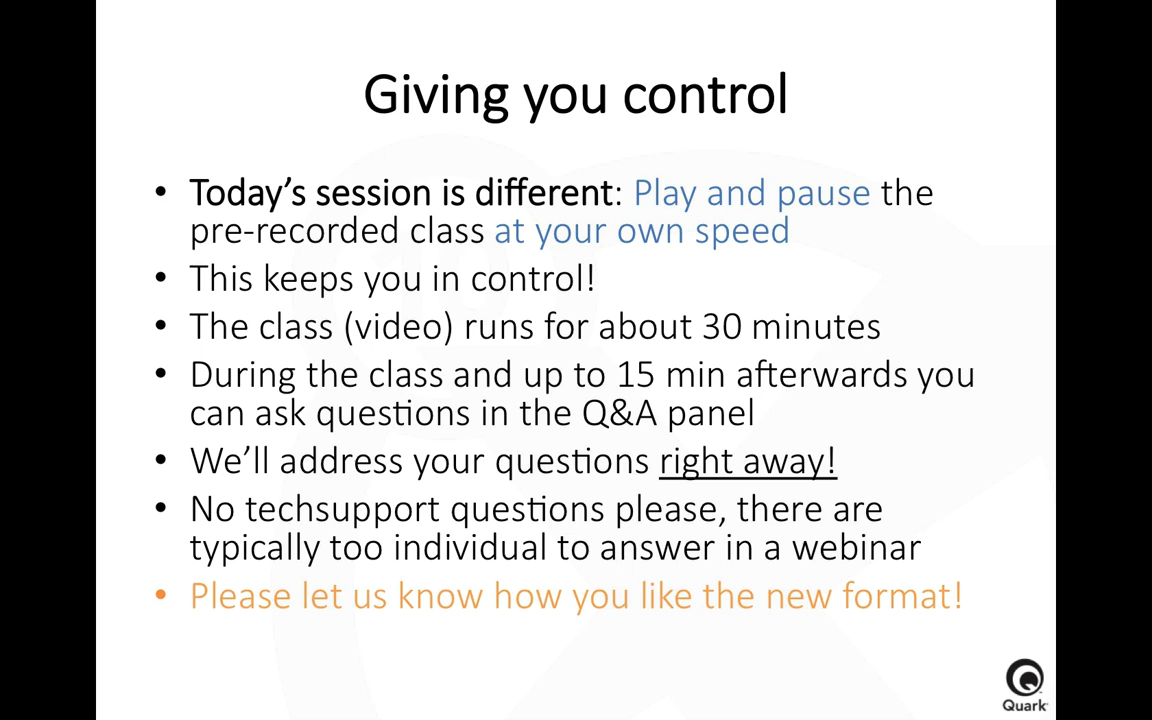 Giving you control
• Today's session is different: Play and pause the
pre-recorded class at your own speed
• This keeps you in control!
• The class (video) runs for about 30 minutes
• During the class and up to 15 min afterwards you
can ask questions in the Q&A panel
• We'll address your questions right away!
• No techsupport questions please, there are
typically too individual to answer in a webinar
• Please let us know how you like the new format!
Quark